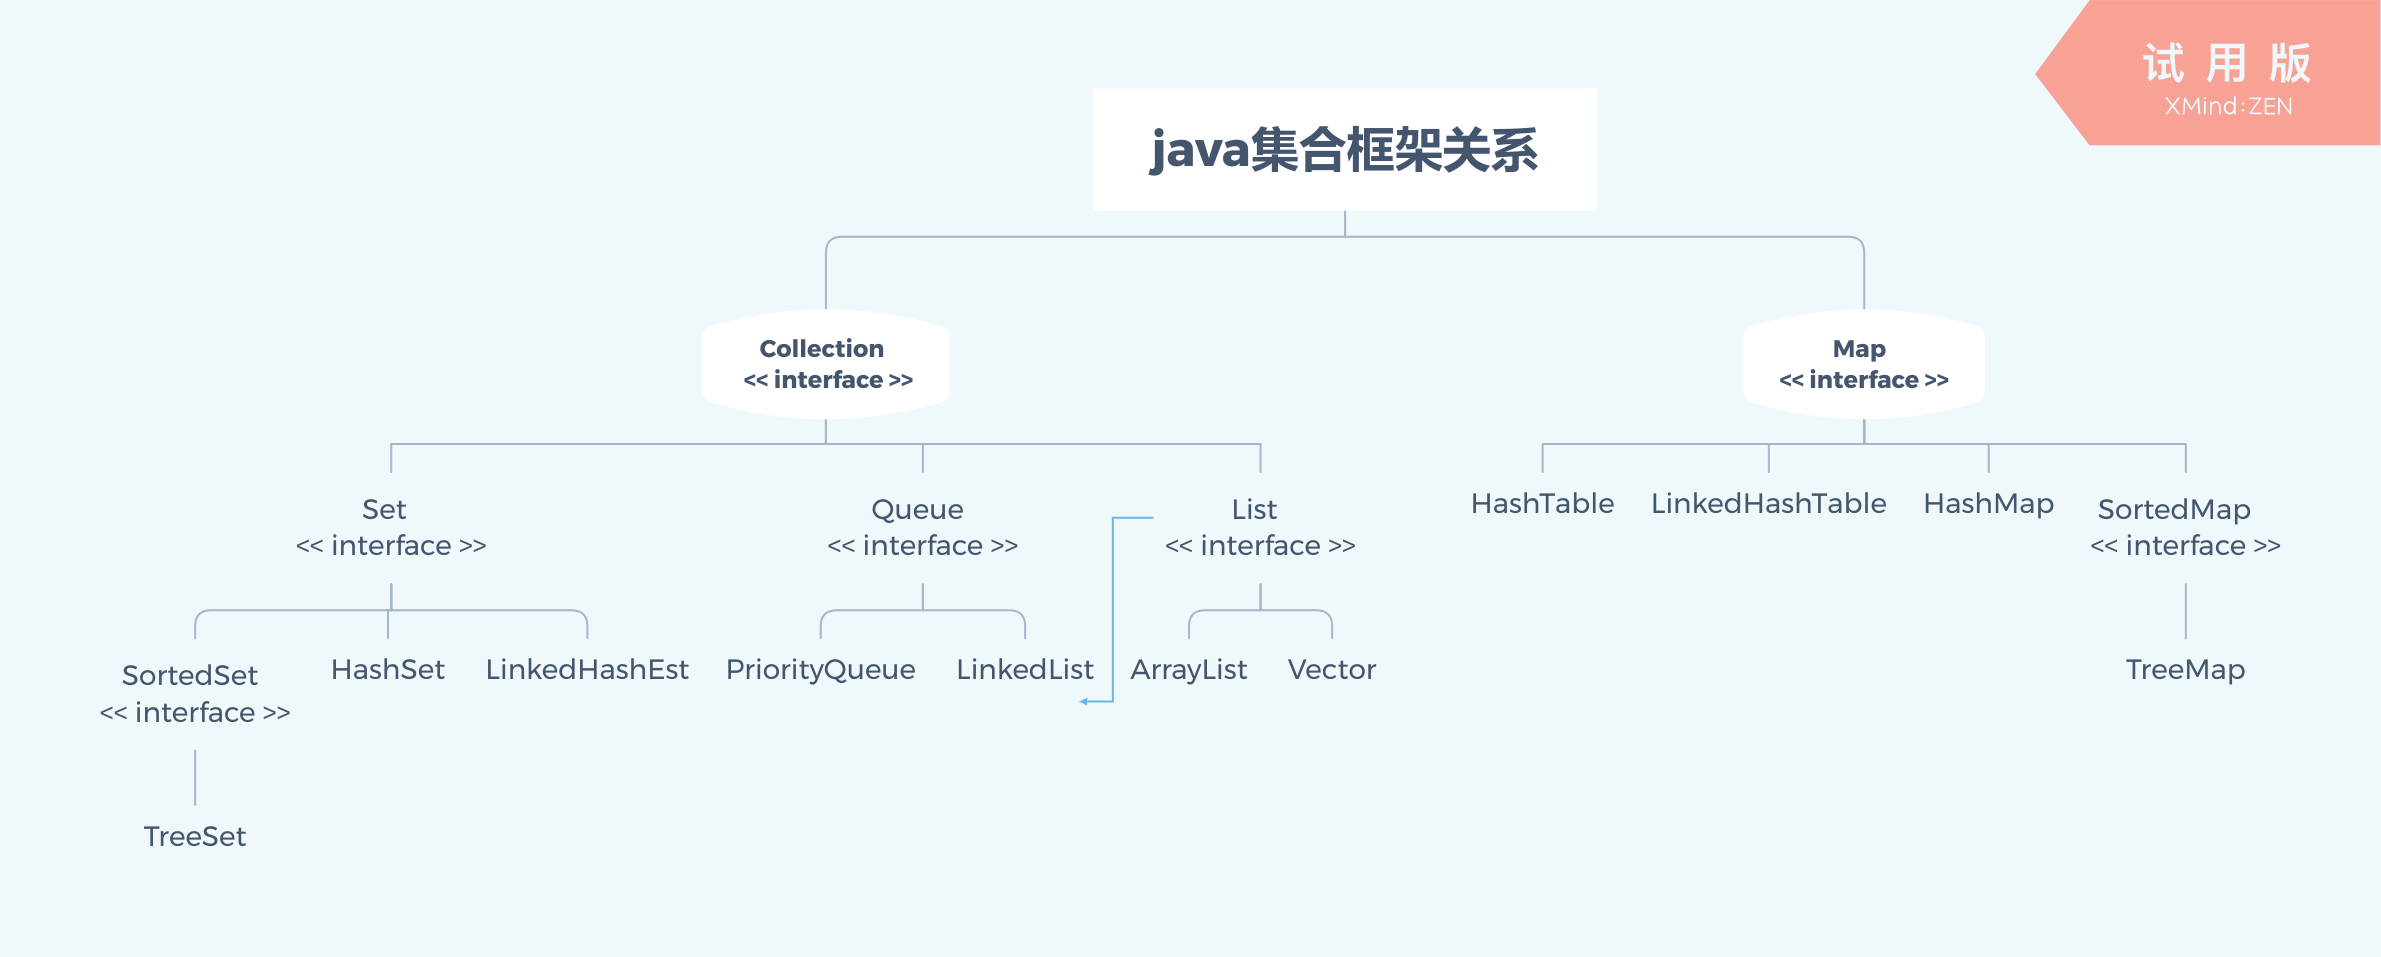 试用版
XMind:ZEN
java集合框架关系
Collection
<< interface >>
Map
<< interface >>
Set
<< interface >>
Queue
<< interface >>
List
<< interface >>
HashTable
LinkedHashTable
HashMap
SortedMap
<< interface >>
SortedSet
<< interface >>
HashSet
LinkedHashEst
PriorityQueue
LinkedList
ArrayList
Vector
TreeMap
TreeSet